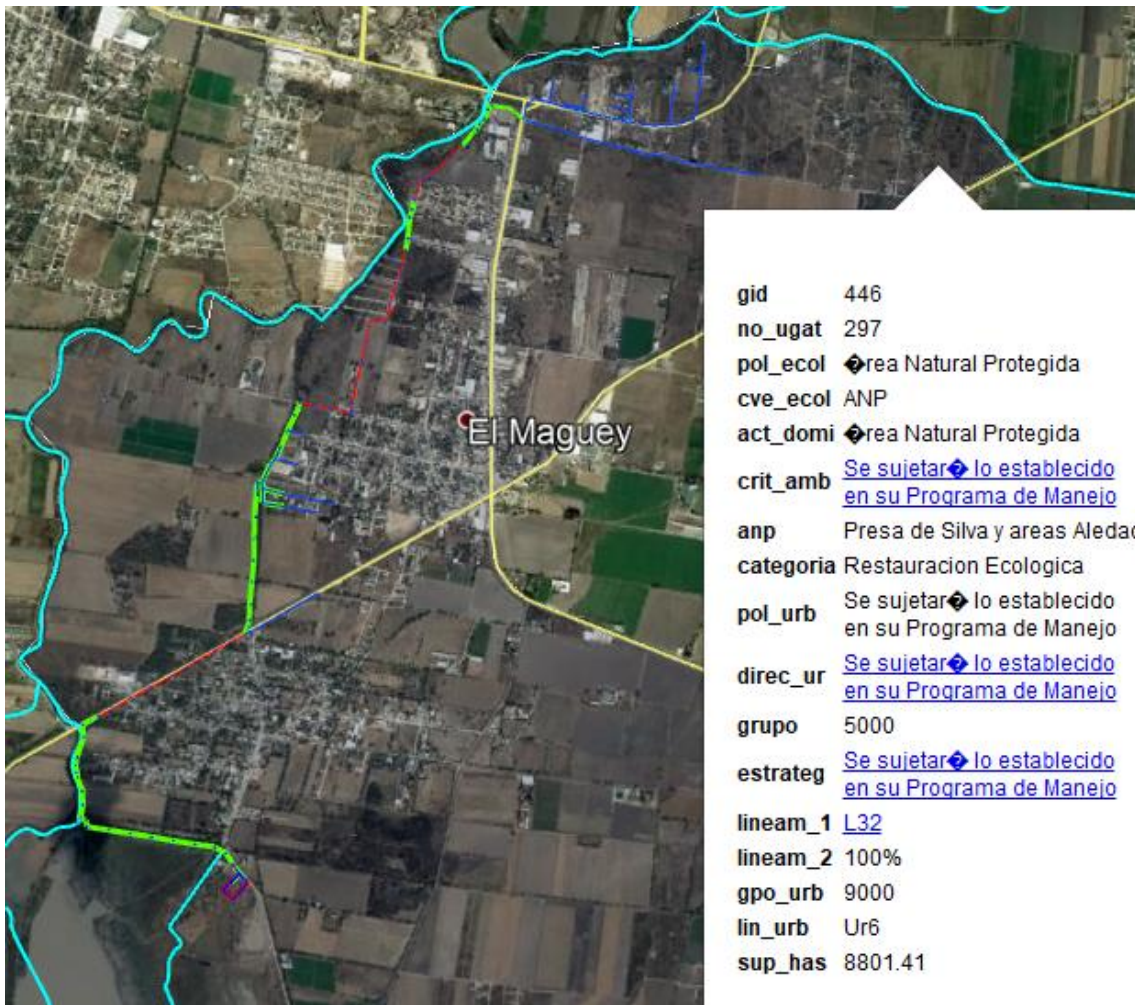 El Maguey
gid 446
no_ugat 297
pol_ecol �rea Natural Protegida
cve_ecol ANP
act_domi �rea Natural Protegida
crit_amb Se sujetar� lo establecido
en su Programa de Manejo
anp Presa de Silva y areas Aledac
categoria Restauracion Ecologica
pol_urb Se sujetar� lo establecido
en su Programa de Manejo
direc_ur Se sujetar� lo establecido
en su Programa de Manejo
grupo 5000
estrateg Se sujetar� lo establecido
en su Programa de Manejo
lineam_1 L32
lineam_2 100%
gpo_urb 9000
lin_urb Ur6
sup_has 8801.41